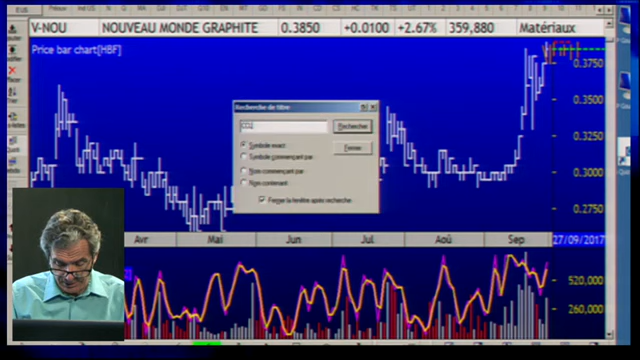 V-NOU NOUVEAU MONDE GRAPHITE 0.3850 +0.0100 +2.67% 359,880 Matériaux
Price bar chart[HBF]
0.3750
0.3500
0.3250
0.3000
0.2750
Recherche de titre
Rechercher
Symbole exact
Fermer
Symbole commençant par
Nom commençant par
Nom contenant
Fermer la fenêtre après recherche
Avr Mai Jun Jul Aoû Sep 27/09/2017
520,000
260,000